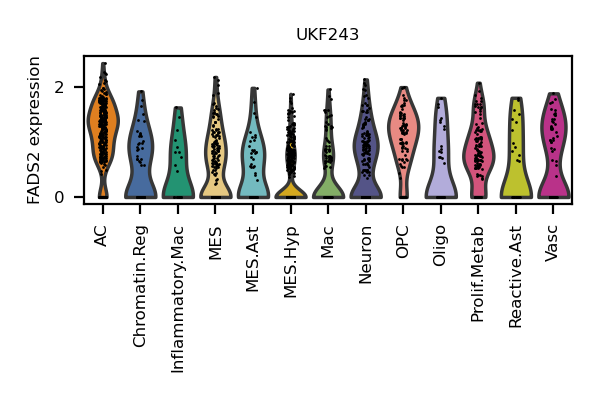 UKF243
FADS2 expression
2
0
AC
Chromatin.Reg
Inflammatory.Mac
MES
MES.Ast
MES.Hyp
Mac
Neuron
OPC
Oligo
Prolif.Metab
Reactive.Ast
Vasc